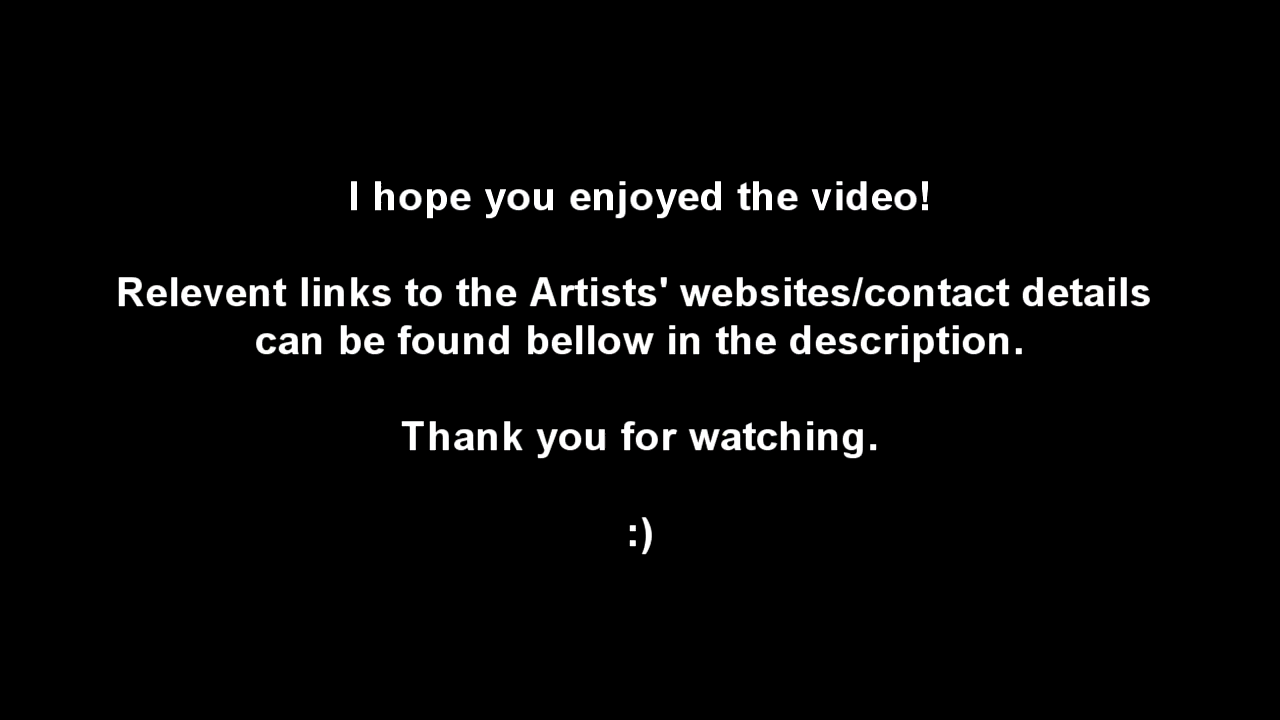 I hope you enjoyed the video!
Relevent links to the Artists' websites/contact details
can be found bellow in the description.
Thank you for watching.
:)